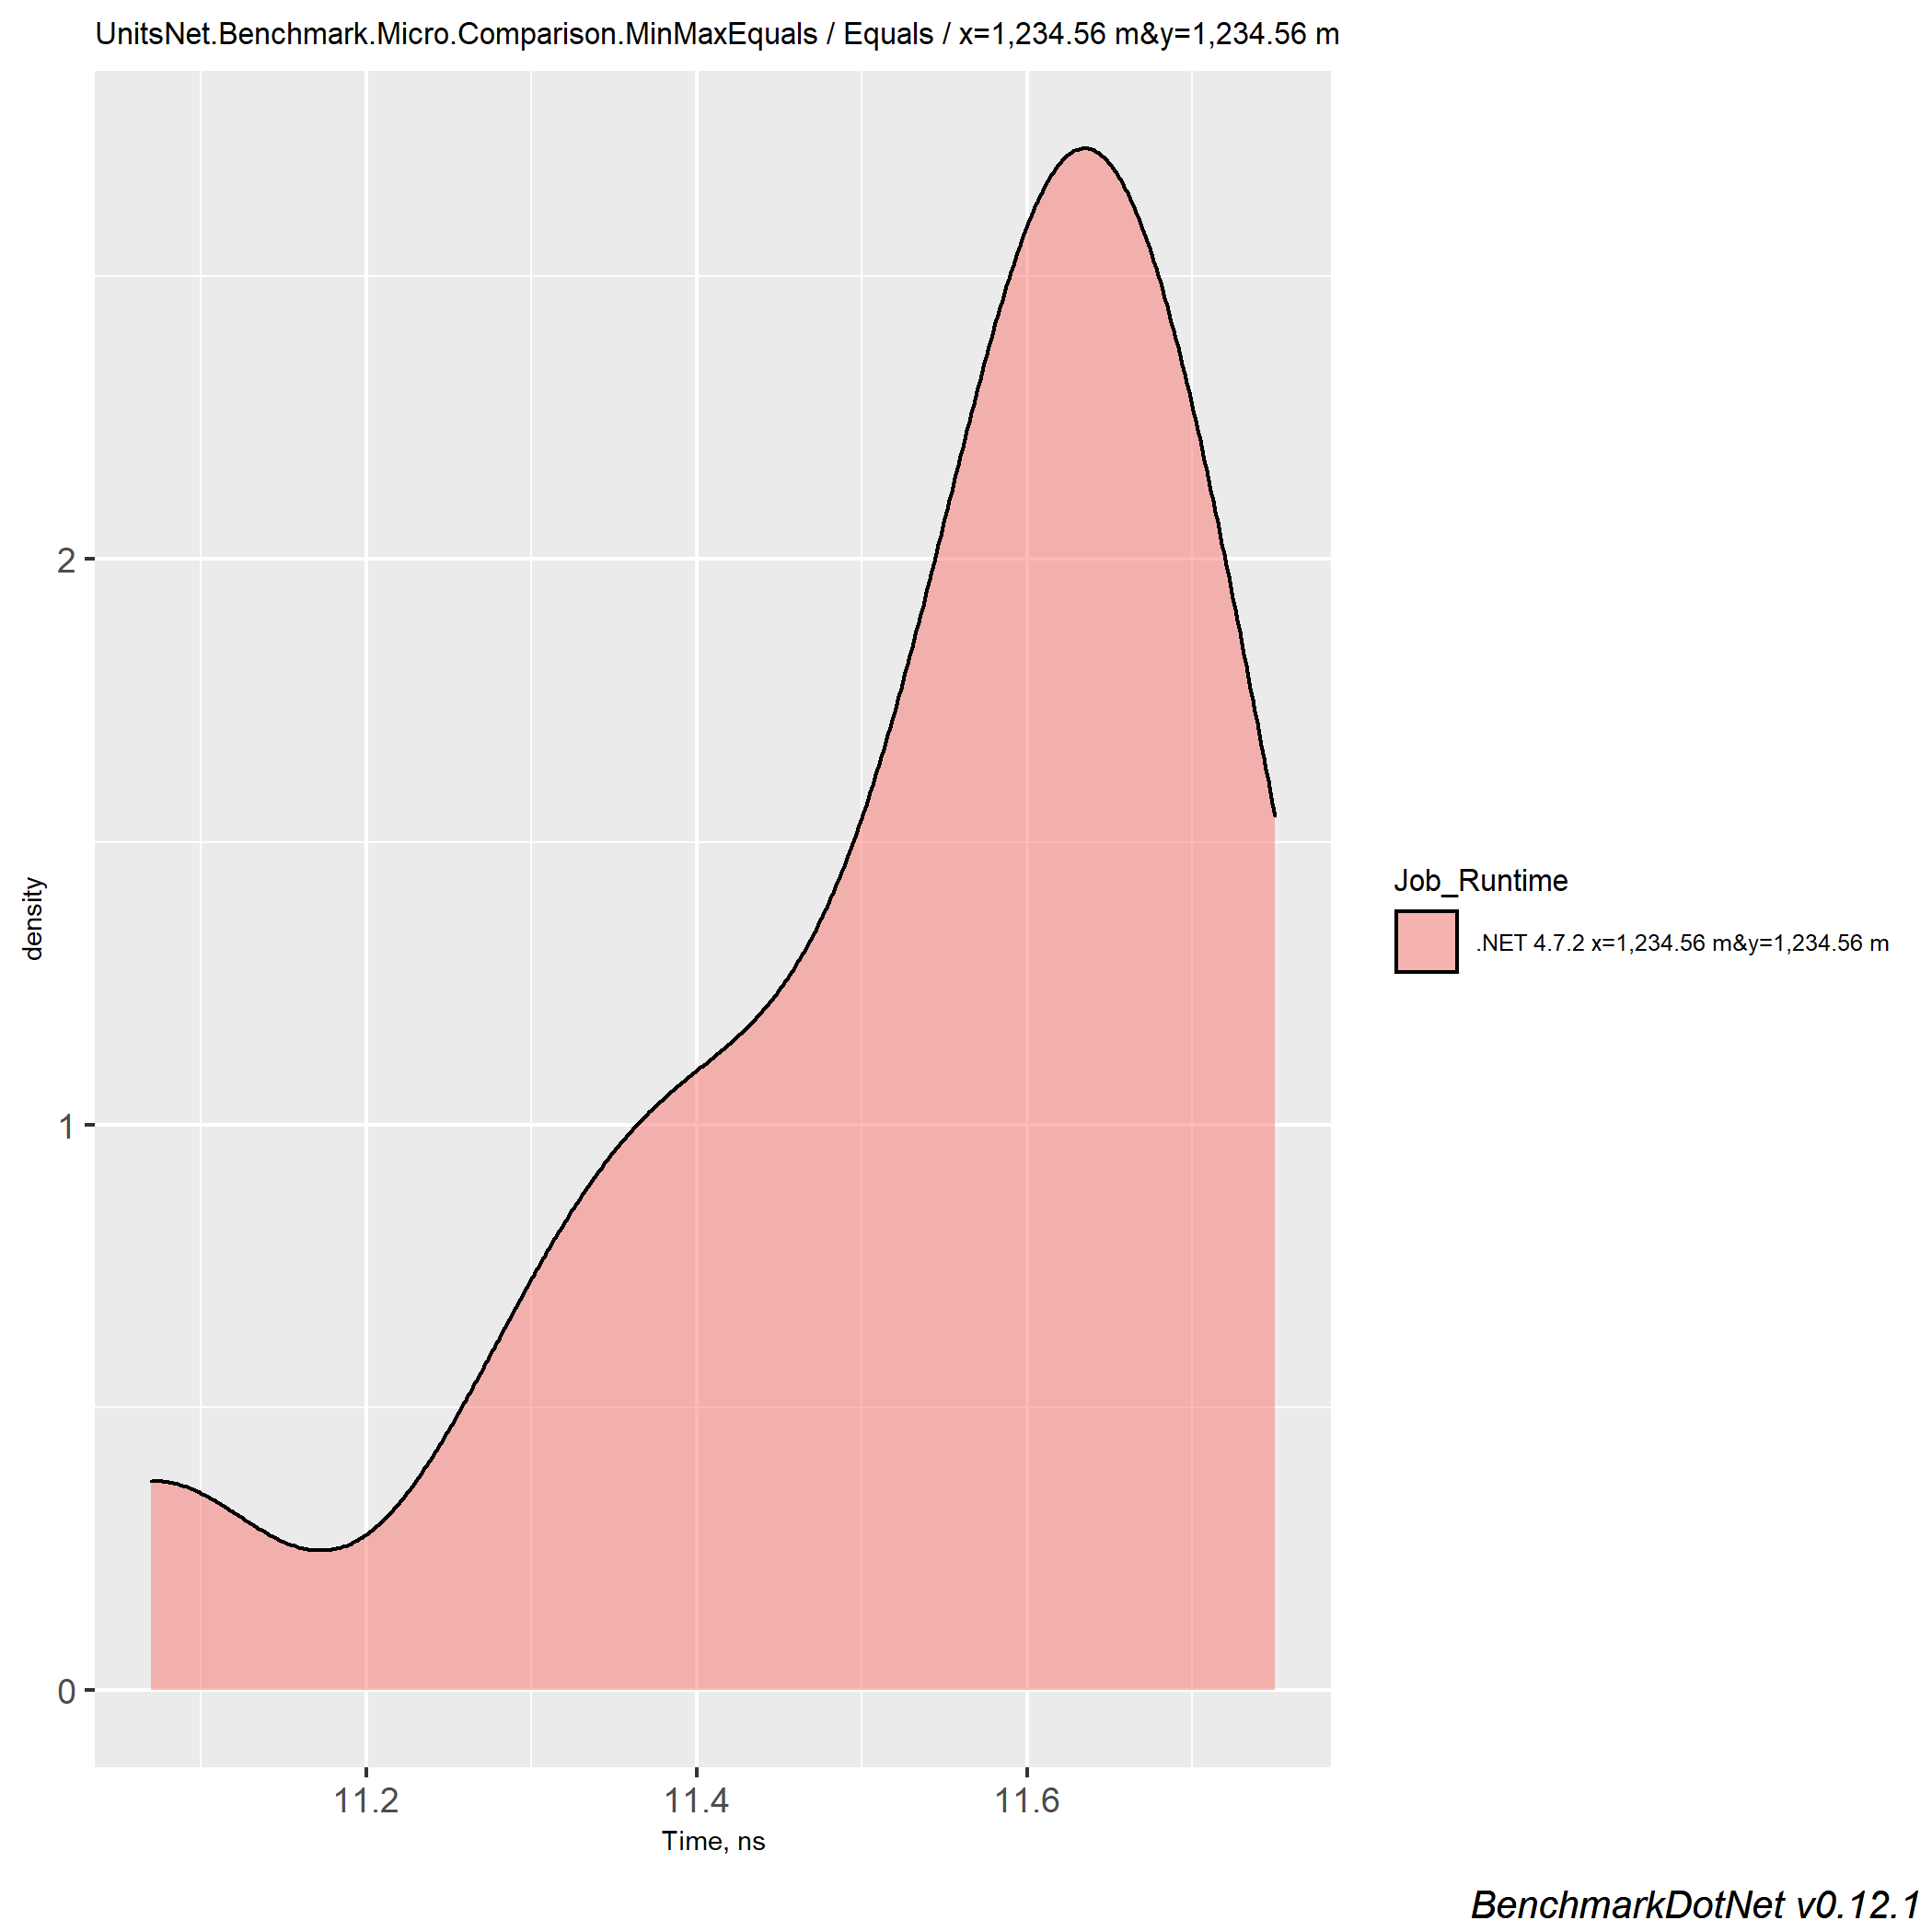 UnitsNet.Benchmark.Micro.Comparison.MinMaxEquals / Equals / x=1,234.56 m&y=1,234.56 m
2
1
0
density
11.2 11.4 11.6
Time, ns
Job_Runtime
.NET 4.7.2 x=1,234.56 m&y=1,234.56 m
BenchmarkDotNet v0.12.1